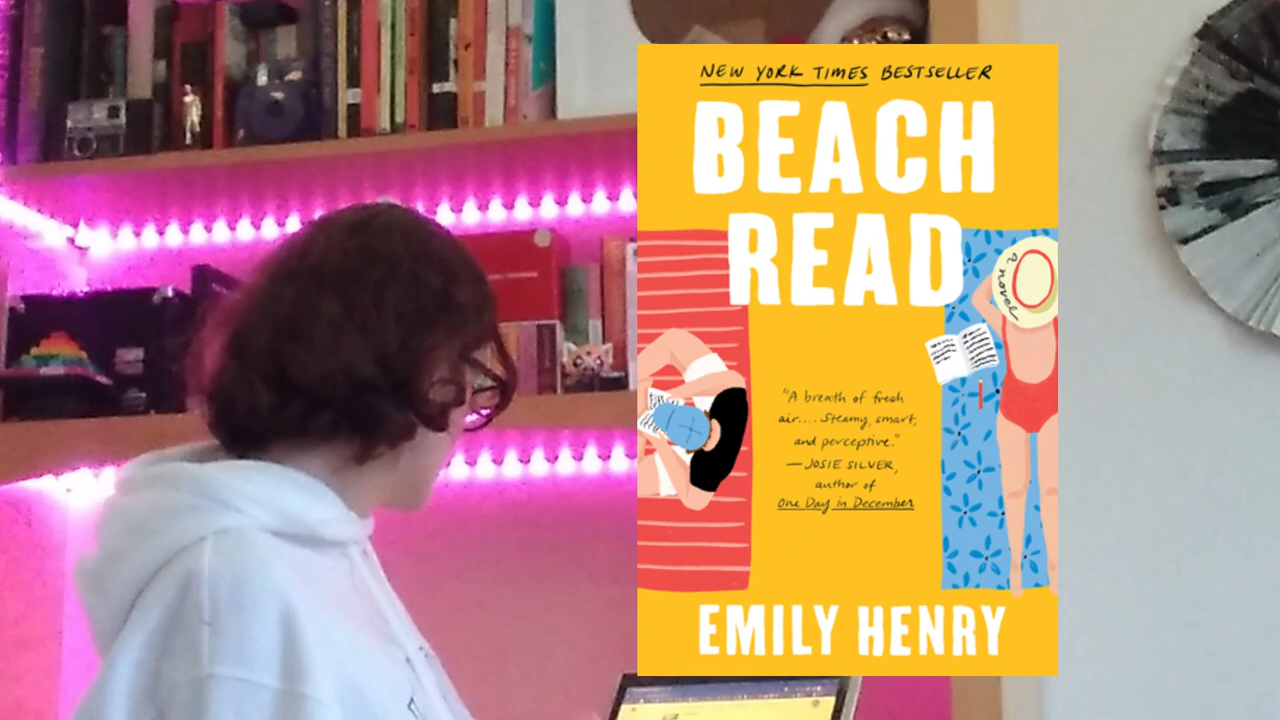 NEW YORK TIMES BESTSELLER
BEACH
READ
a novel
"A breath of fresh
air.... Steamy, smart,
and perceptive."
— JOSIE SILVER,
author of
One Day in December
EMILY HENRY